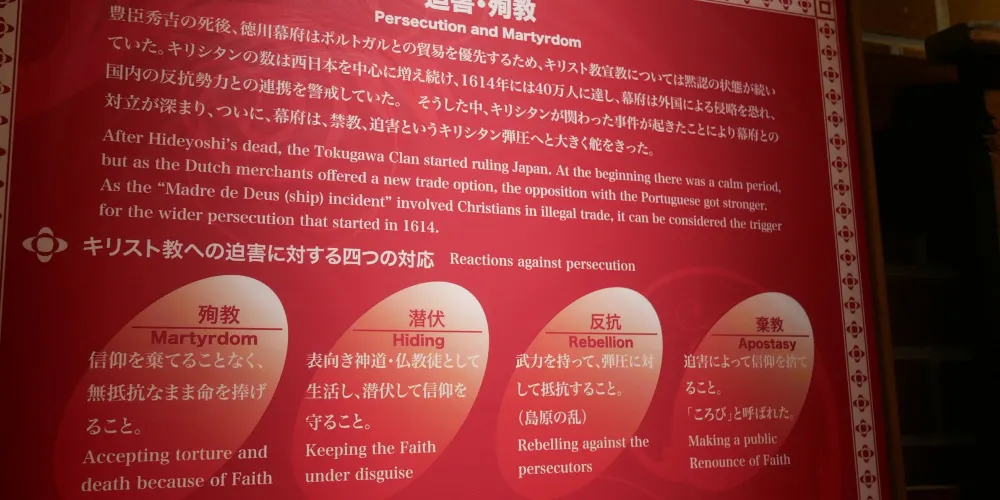 迫害・殉教
Persecution and Martyrdom
豊臣秀吉の死後、徳川幕府はポルトガルとの貿易を優先するため、キリスト教宣教については黙認の状態が続い
ていた。キリシタンの数は西日本を中心に増え続け、1614年には40万人に達し、幕府は外国による侵略を恐れ、
国内の反抗勢力との連携を警戒していた。 そうした中、キリシタンが関わった事件が起きたことにより幕府との
対立が深まり、ついに、幕府は、禁教、迫害というキリシタン弾圧へと大きく舵をきった。
After Hideyoshi's dead, the Tokugawa Clan started ruling Japan. At the beginning there was a calm period,
but as the Dutch merchants offered a new trade option, the opposition with the Portuguese got stronger.
As the “Madre de Deus (ship) incident” involved Christians in illegal trade, it can be considered the trigger
for the wider persecution that started in 1614.
キリスト教への迫害に対する四つの対応 Reactions against persecution
殉教
Martyrdom
信仰を棄てることなく、
無抵抗なまま命を捧げ
ること。
Accepting torture and
death because of Faith
潜伏
Hiding
表向き神道・仏教徒として
生活し、潜伏して信仰を
守ること。
Keeping the Faith
under disguise
反抗
Rebellion
武力を持って、弾圧に対
して抵抗すること。
（島原の乱）
Rebelling against the
persecutors
棄教
Apostasy
迫害によって信仰を捨て
ること。
「ころび」と呼ばれた。
Making a public
Renounce of Faith